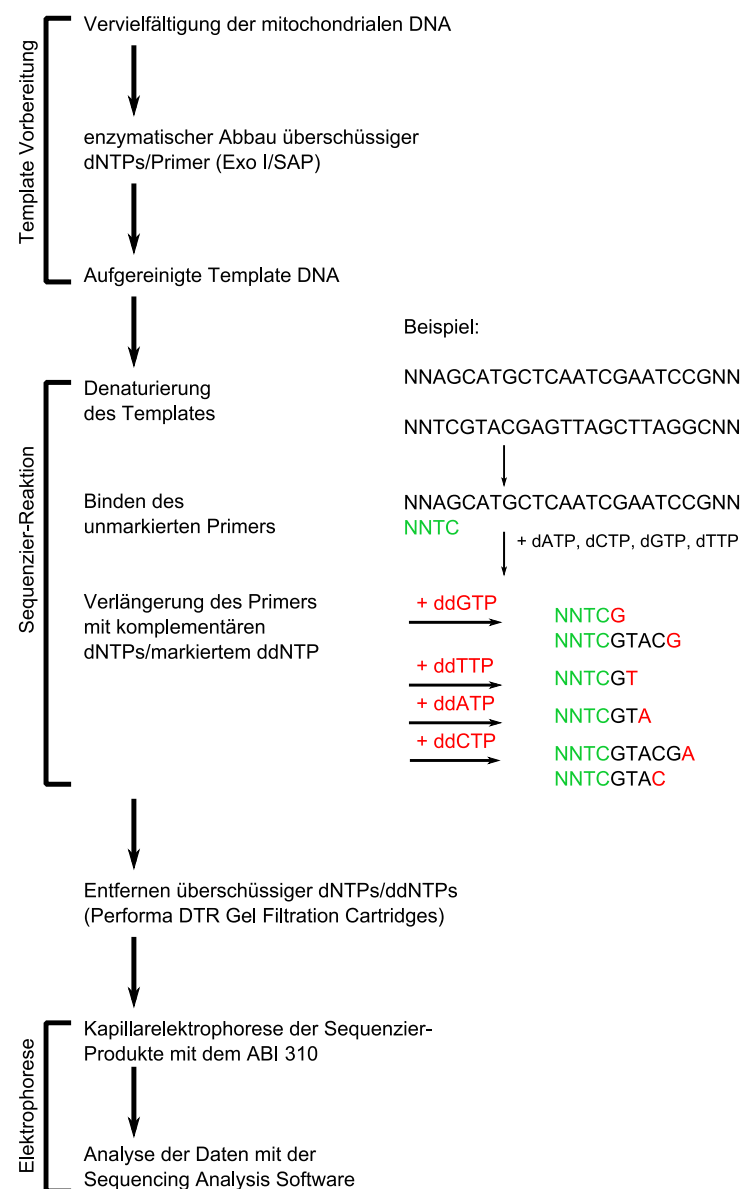 Template Vorbereitung
Vervielfältigung der mitochondrialen DNA
enzymatischer Abbau überschüssiger
dNTPs/Primer (Exo I/SAP)
Aufgereinigte Template DNA
Sequenzier-Reaktion
Denaturierung
des Templates
Beispiel:
NNAGCATGCTCAATCGAATCCGNN
NNTCGTACGAGTTAGCTTAGGCNN
Binden des
unmarkierten Primers
NNAGCATGCTCAATCGAATCCGNN
NNTC
+ dATP, dCTP, dGTP, dTTP
Verlängerung des Primers
mit komplementären
dNTPs/markiertem ddNTP
+ ddGTP
NNTCG
NNTCGTACG
+ ddTTP
NNTCGT
+ ddATP
NNTCGTA
+ ddCTP
NNTCGTACGA
NNTCGTAC
Entfernen überschüssiger dNTPs/ddNTPs
(Performa DTR Gel Filtration Cartridges)
Elektrophorese
Kapillarelektrophorese der Sequenzier-
Produkte mit dem ABI 310
Analyse der Daten mit der
Sequencing Analysis Software